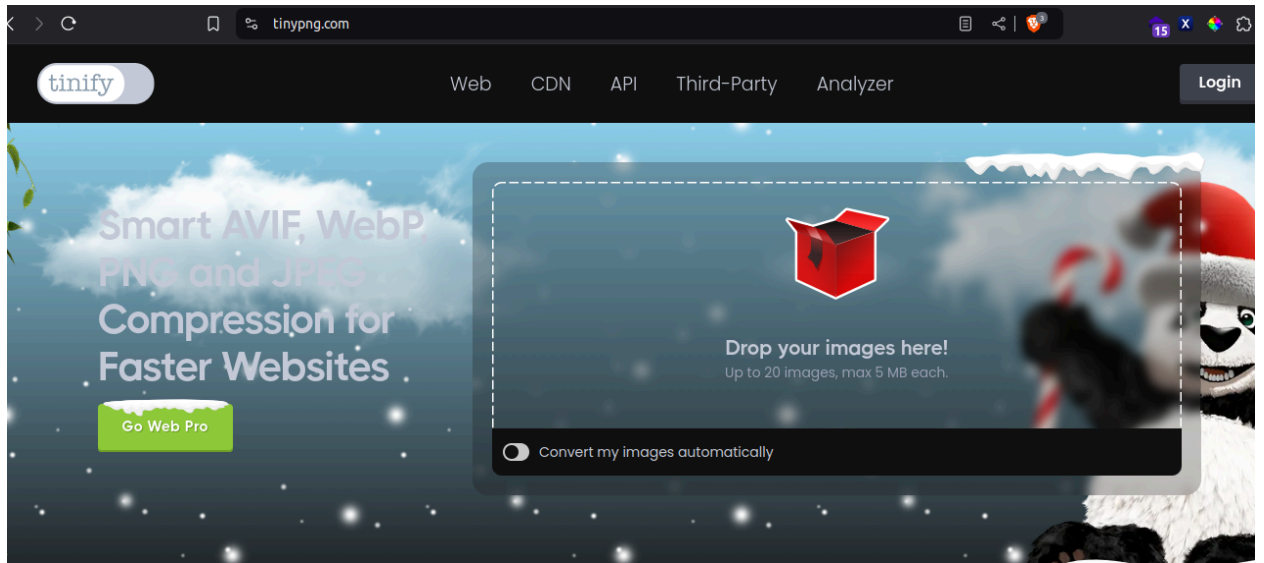 tinypng.com
3
15
X
tinify
Web CDN API Third-Party Analyzer
Login
Smart AVIF, WebP,
PNG and JPEG
Compression for
Faster Websites
Go Web Pro
Drop your images here!
Up to 20 images, max 5 MB each.
Convert my images automatically